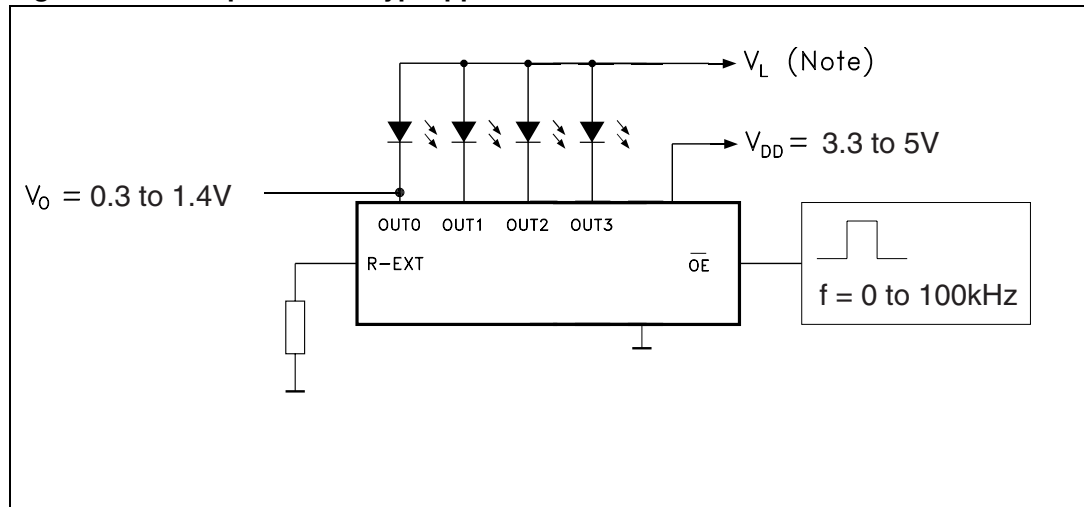 V_L (Note)
V_DD = 3.3 to 5V
V_O = 0.3 to 1.4V
OUT0 OUT1 OUT2 OUT3
R-EXT
O̅E̅
f = 0 to 100kHz